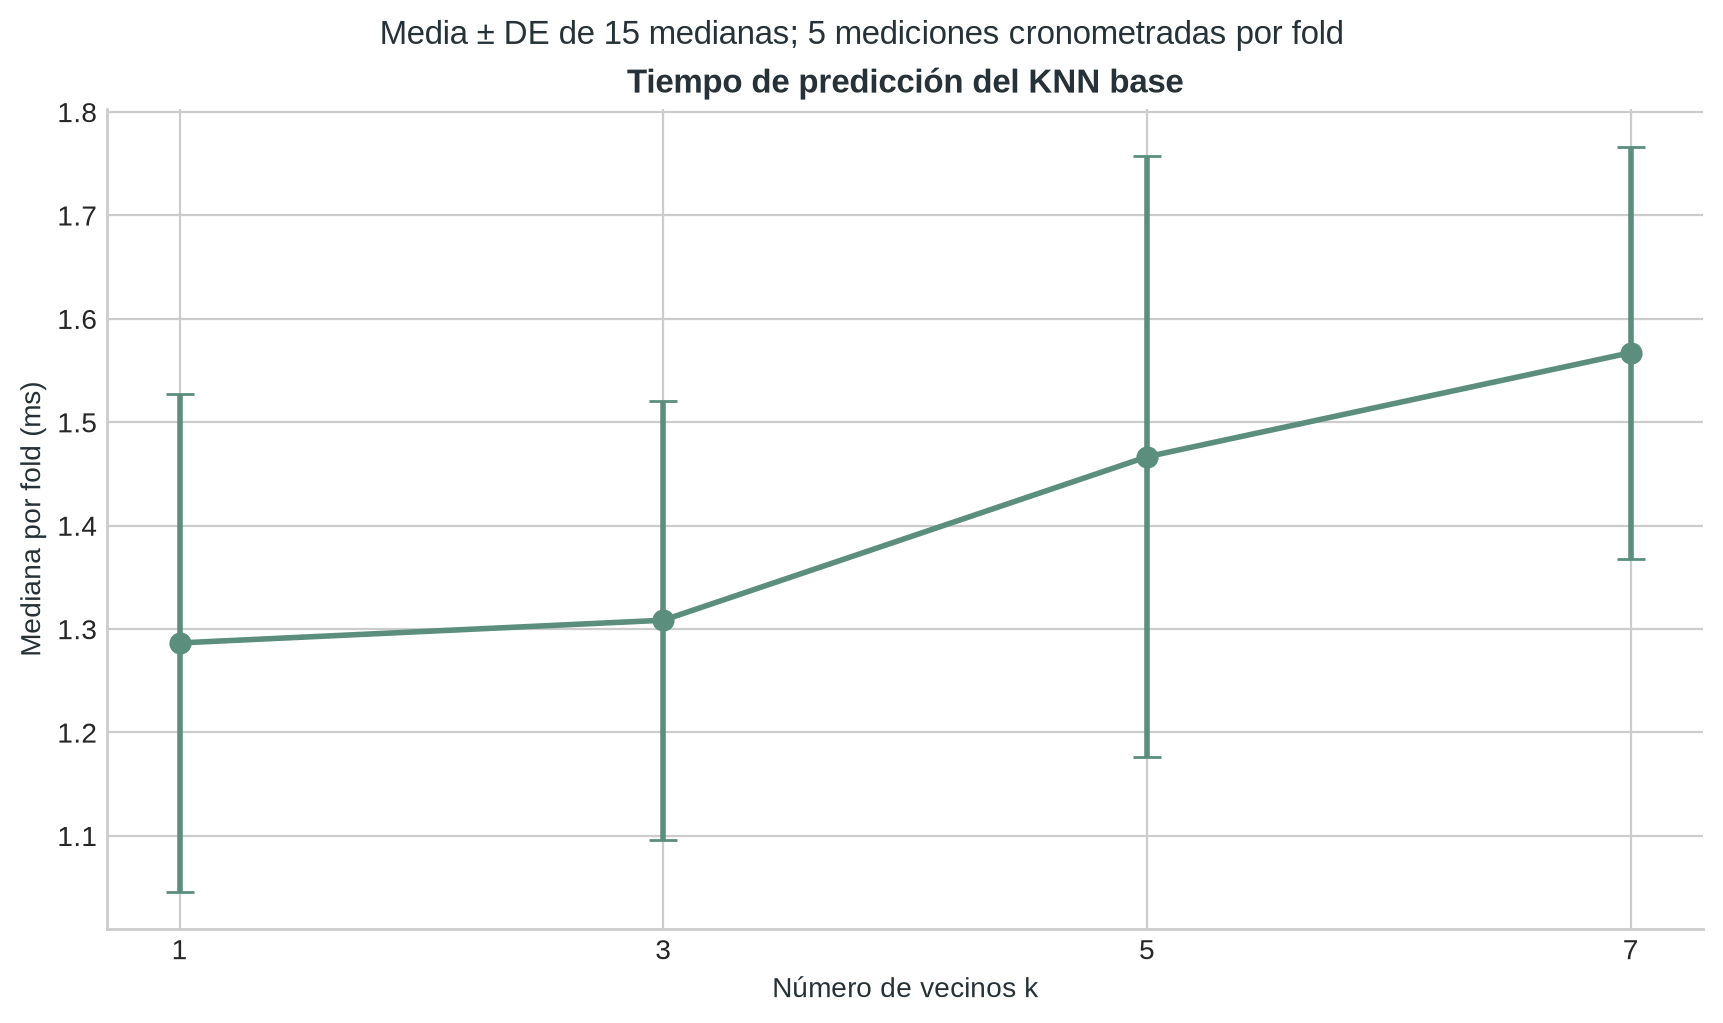 Media ± DE de 15 medianas; 5 mediciones cronometradas por fold
Tiempo de predicción del KNN base
1.8
1.7
1.6
1.5
1.4
1.3
1.2
1.1
Mediana por fold (ms)
1 3 5 7
Número de vecinos k